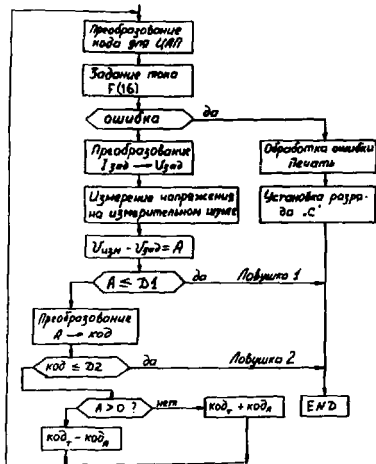 Преобразование
кода для ЦАП
Задание тока
F(16)
ошибка
да
Преобразование
Iзад → Uзад
Обработка ошибки
Печать
Измерение напряжения
на измерительном шунте
Установка разря-
да "С"
Uизм - Uзад = A
A ≤ D1
да
Ловушка 1
Преобразование
A → код
код ≤ D2
да
Ловушка 2
A > 0 ?
нет
кодт + кодА
END
кодт - кодА